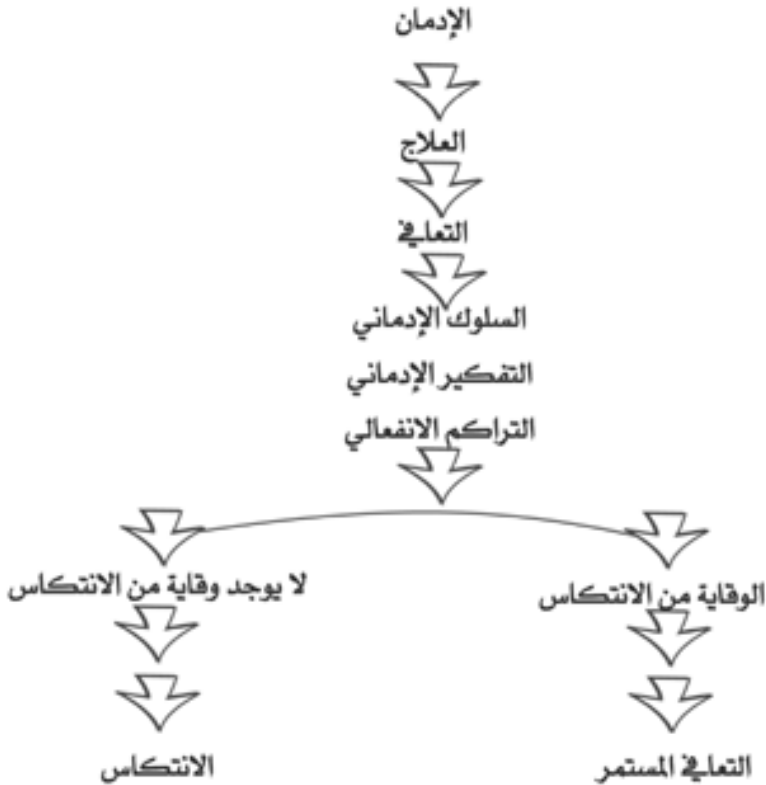 الإدمان
العلاج
التعافي
السلوك الإدماني
التفكير الإدماني
التراكم الانفعالي
الوقاية من الانتكاس
لا يوجد وقاية من الانتكاس
التعافي المستمر
الانتكاس